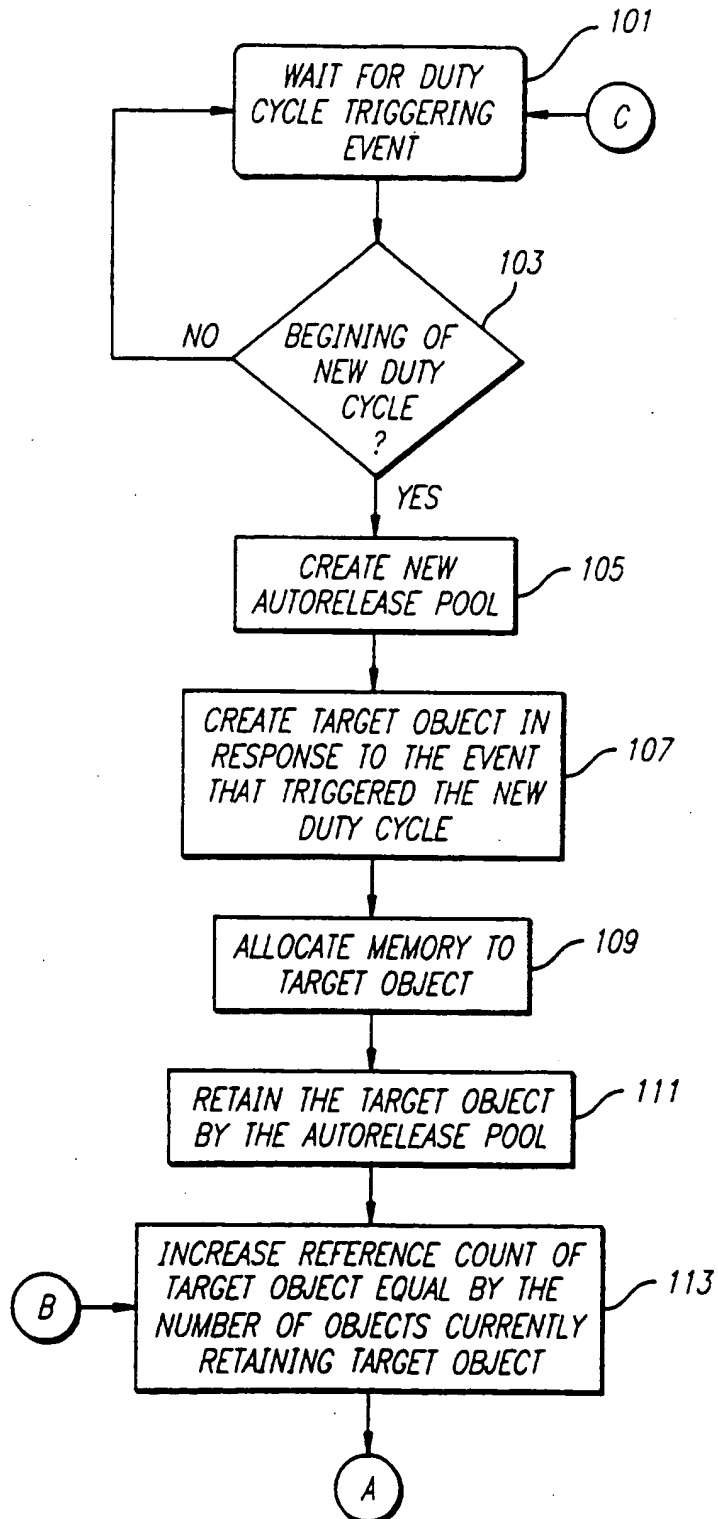 101
WAIT FOR DUTY
CYCLE TRIGGERING
EVENT
C
103
NO
BEGINING OF
NEW DUTY
CYCLE
?
YES
CREATE NEW
AUTORELEASE POOL
105
CREATE TARGET OBJECT IN
RESPONSE TO THE EVENT
THAT TRIGGERED THE NEW
DUTY CYCLE
107
ALLOCATE MEMORY TO
TARGET OBJECT
109
RETAIN THE TARGET OBJECT
BY THE AUTORELEASE POOL
111
INCREASE REFERENCE COUNT OF
TARGET OBJECT EQUAL BY THE
NUMBER OF OBJECTS CURRENTLY
RETAINING TARGET OBJECT
113
B
A